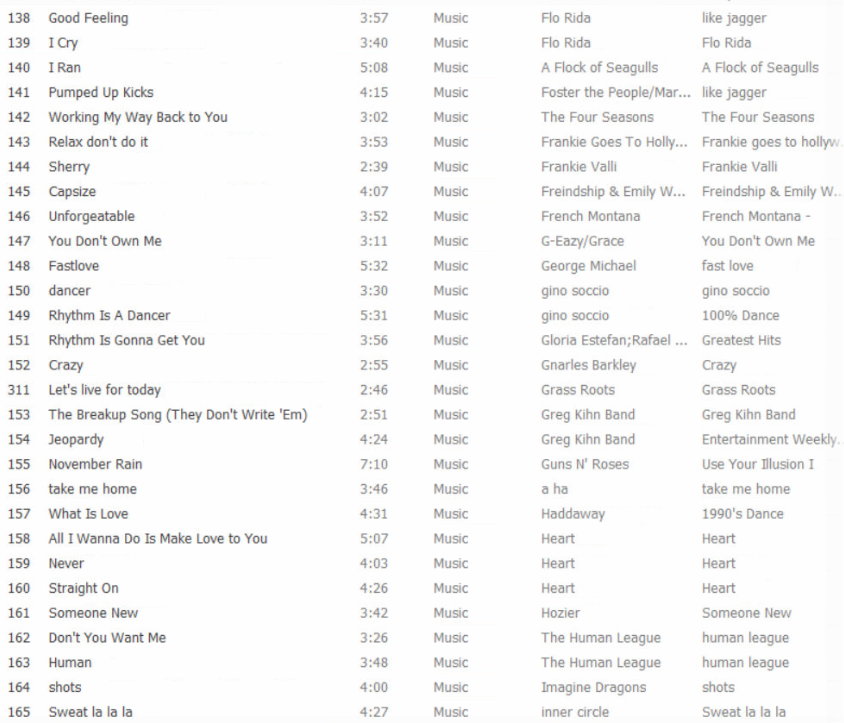 138 Good Feeling 3:57 Music Flo Rida like jagger
139 I Cry 3:40 Music Flo Rida Flo Rida
140 I Ran 5:08 Music A Flock of Seagulls A Flock of Seagulls
141 Pumped Up Kicks 4:15 Music Foster the People/Mar... like jagger
142 Working My Way Back to You 3:02 Music The Four Seasons The Four Seasons
143 Relax don't do it 3:53 Music Frankie Goes To Holly... Frankie goes to hollyw.
144 Sherry 2:39 Music Frankie Valli Frankie Valli
145 Capsize 4:07 Music Freindship & Emily W... Freindship & Emily W...
146 Unforgeatable 3:52 Music French Montana French Montana -
147 You Don't Own Me 3:11 Music G-Eazy/Grace You Don't Own Me
148 Fastlove 5:32 Music George Michael fast love
150 dancer 3:30 Music gino soccio gino soccio
149 Rhythm Is A Dancer 5:31 Music gino soccio 100% Dance
151 Rhythm Is Gonna Get You 3:56 Music Gloria Estefan;Rafael ... Greatest Hits
152 Crazy 2:55 Music Gnarles Barkley Crazy
311 Let's live for today 2:46 Music Grass Roots Grass Roots
153 The Breakup Song (They Don't Write 'Em) 2:51 Music Greg Kihn Band Greg Kihn Band
154 Jeopardy 4:24 Music Greg Kihn Band Entertainment Weekly.
155 November Rain 7:10 Music Guns N' Roses Use Your Illusion I
156 take me home 3:46 Music a ha take me home
157 What Is Love 4:31 Music Haddaway 1990's Dance
158 All I Wanna Do Is Make Love to You 5:07 Music Heart Heart
159 Never 4:03 Music Heart Heart
160 Straight On 4:26 Music Heart Heart
161 Someone New 3:42 Music Hozier Someone New
162 Don't You Want Me 3:26 Music The Human League human league
163 Human 3:48 Music The Human League human league
164 shots 4:00 Music Imagine Dragons shots
165 Sweat la la la 4:27 Music inner circle Sweat la la la